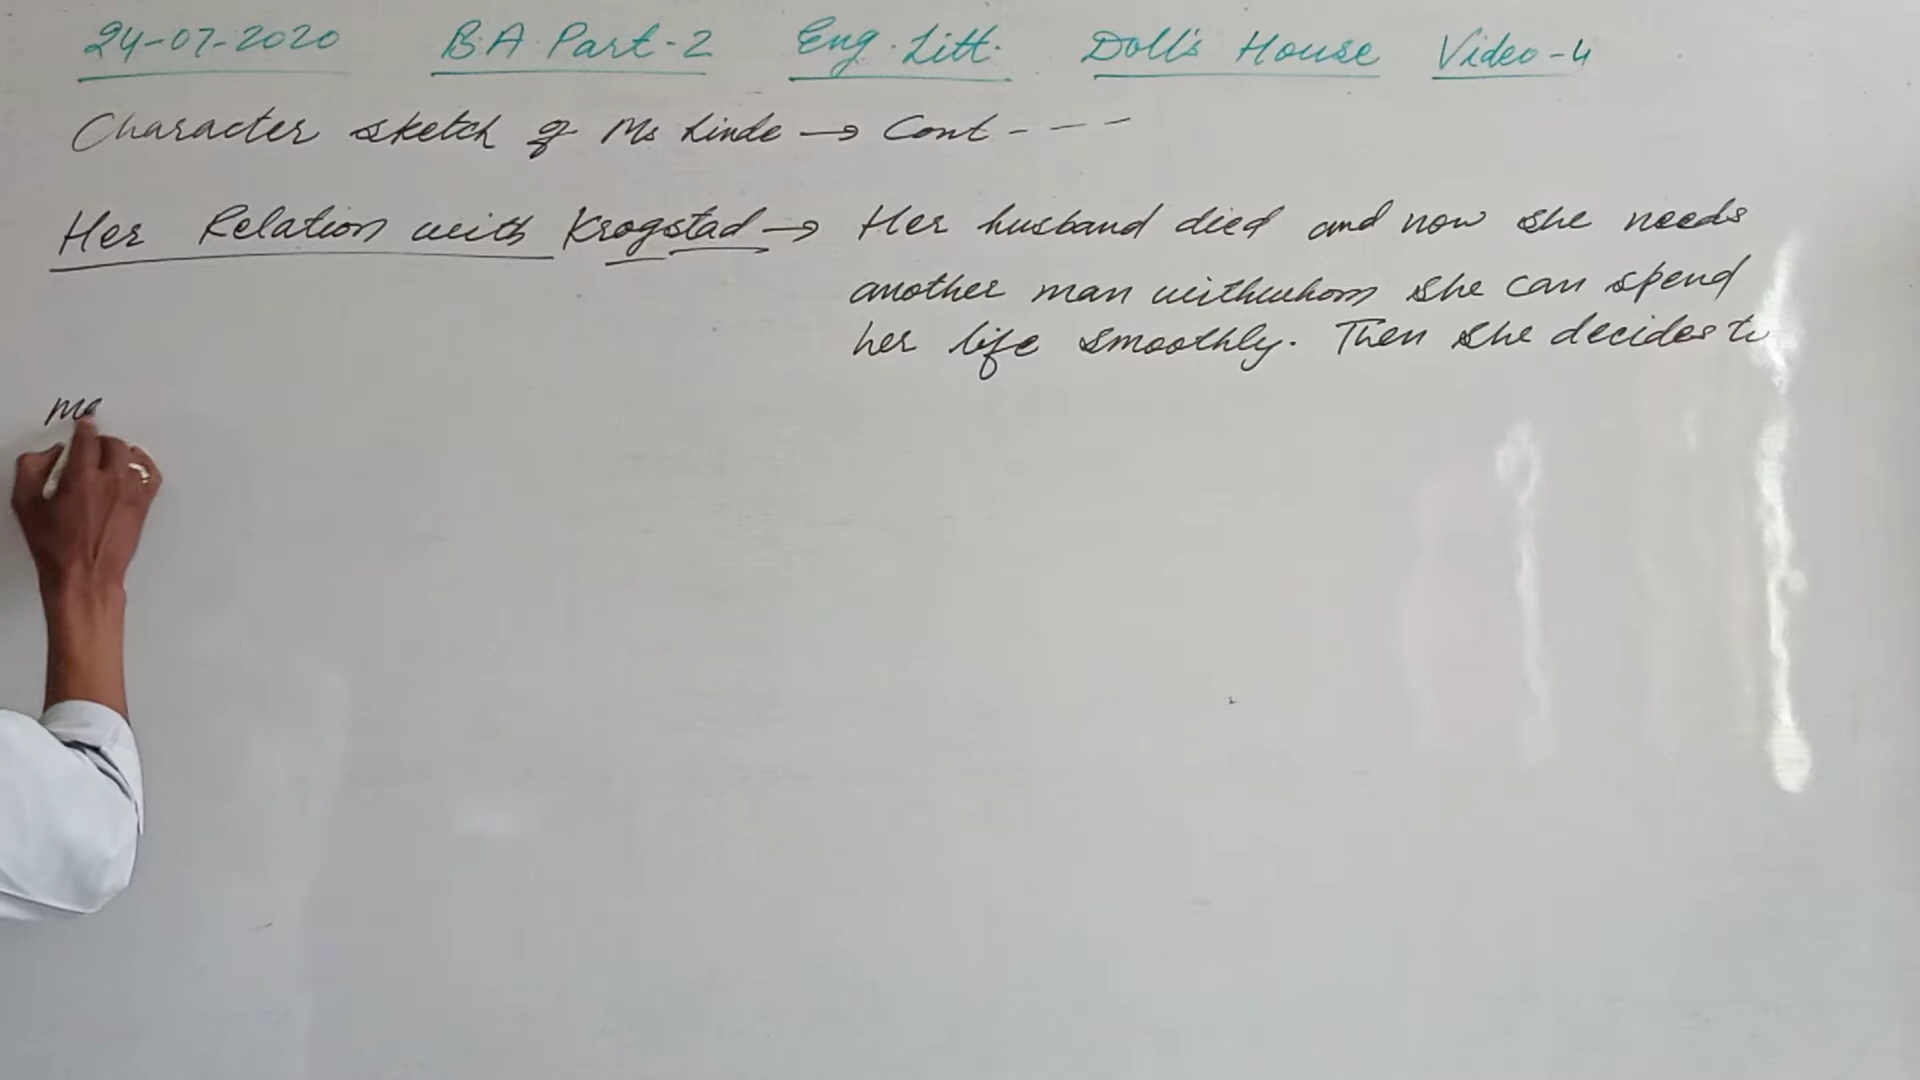 24-07-2020 B.A. Part-2 Eng. Litt. Doll's House Video-4
Character sketch of Ms Linde → Cont - - - -
Her Relation with Krogstad → Her husband died and now she needs
another man withwhom she can spend
her life smoothly. Then she decides to
ma